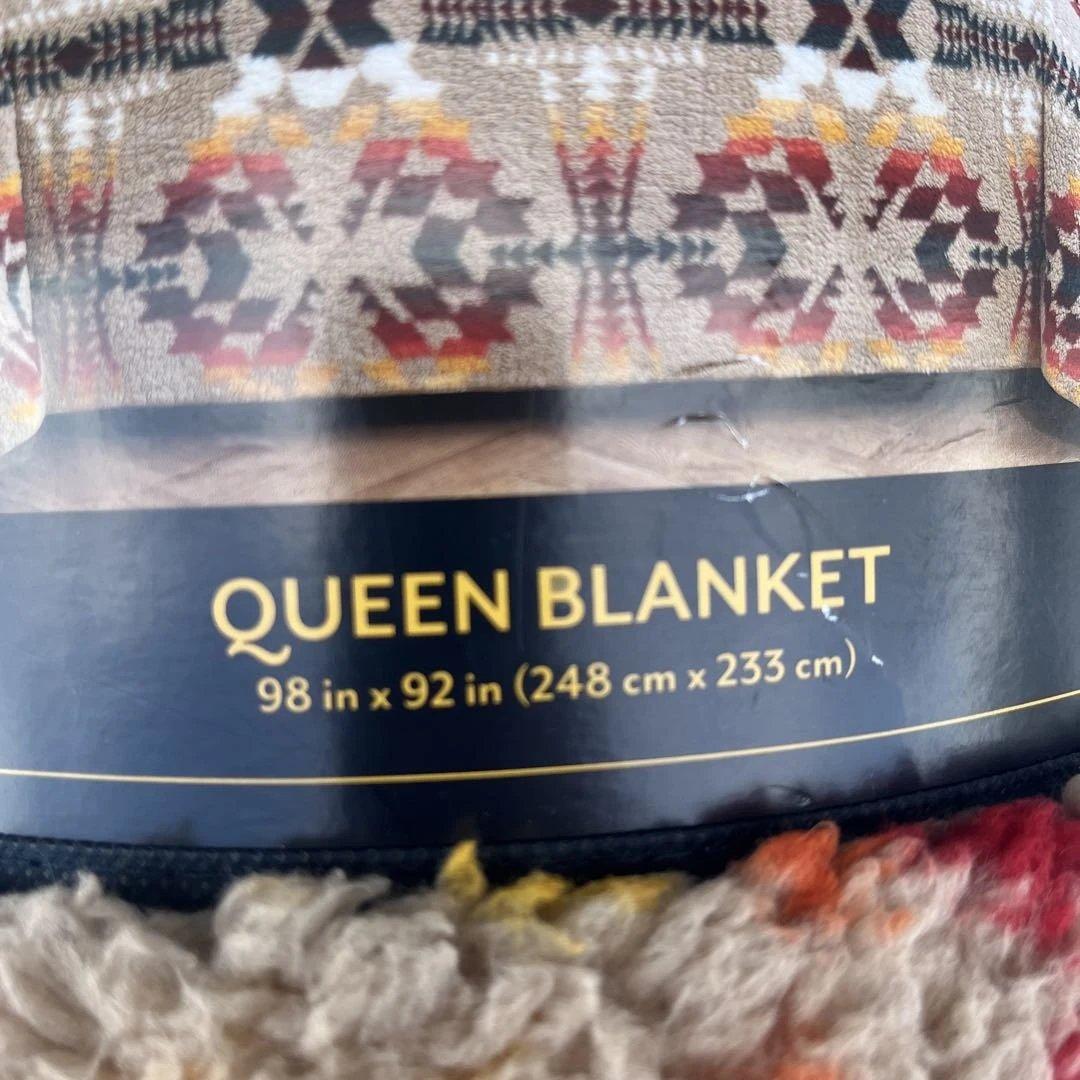 QUEEN BLANKET
98 in x 92 in (248 cm x 233 cm)